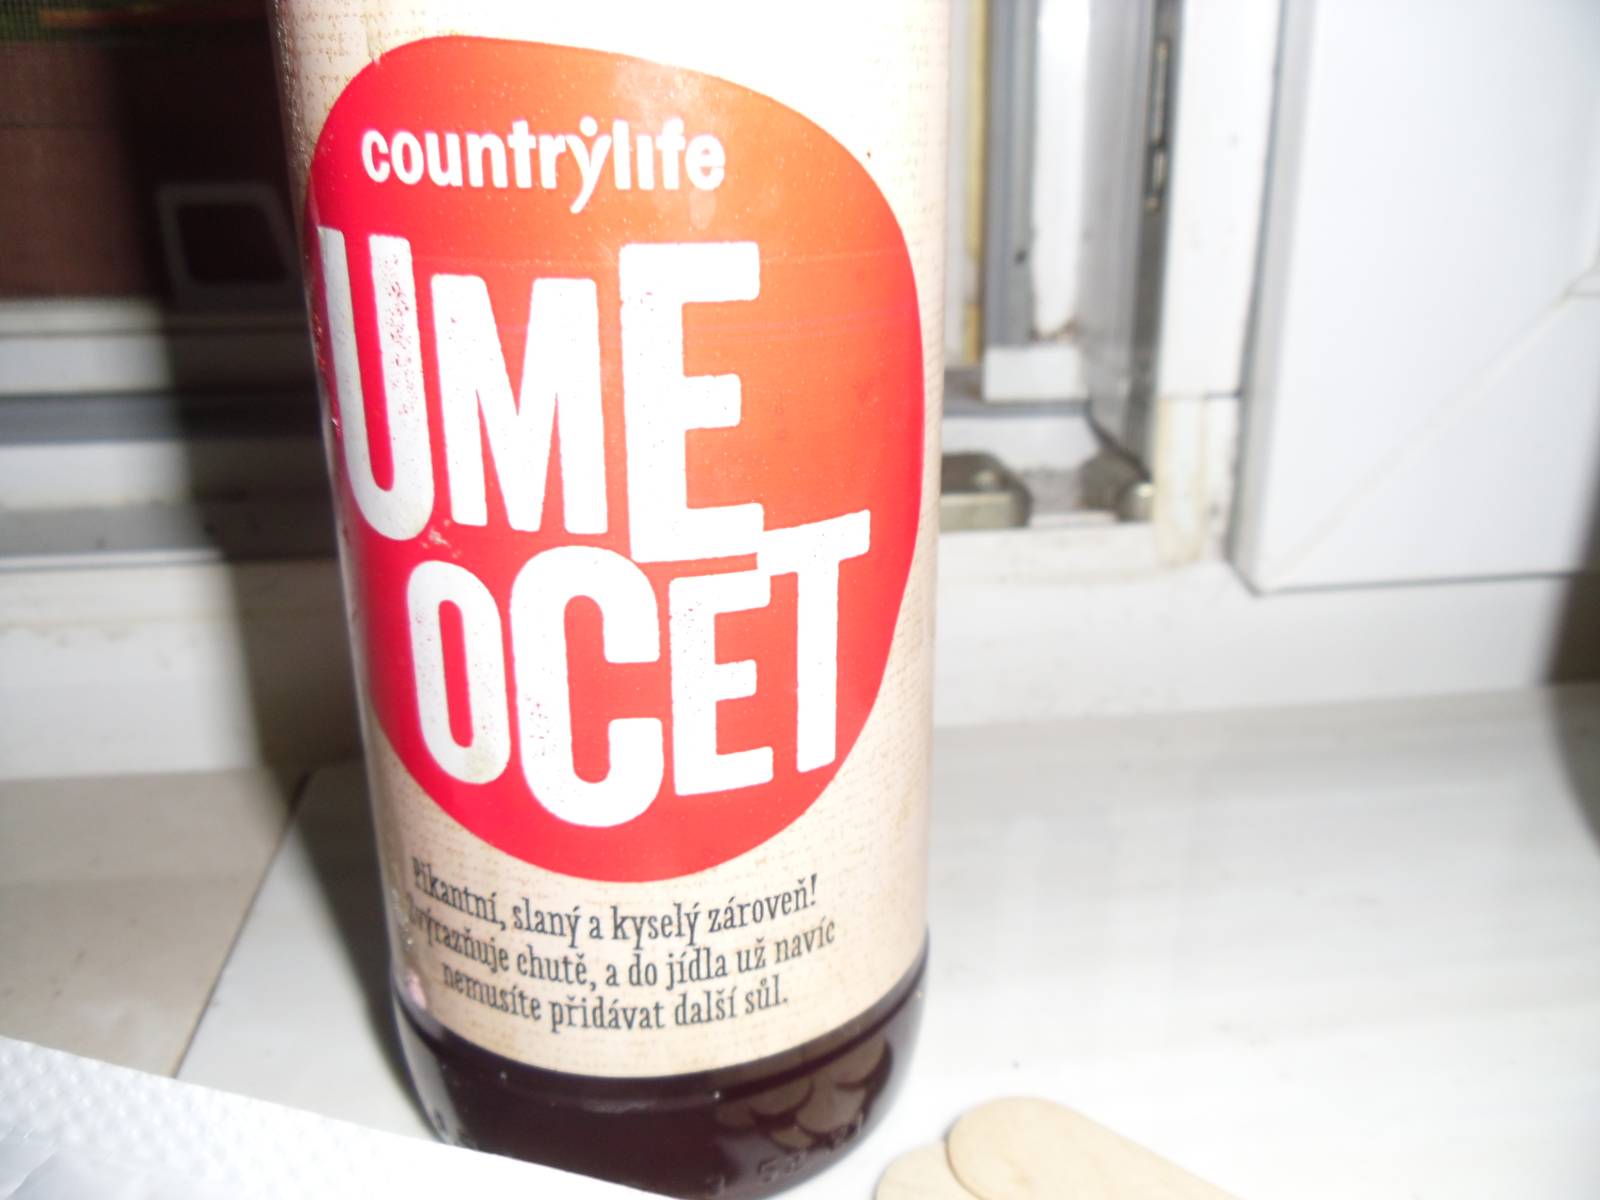 countrylife
UME
OCET
Pikantní, slaný a kyselý zároveň!
Zvýrazňuje chutě, a do jídla už navíc
nemusíte přidávat další sůl.